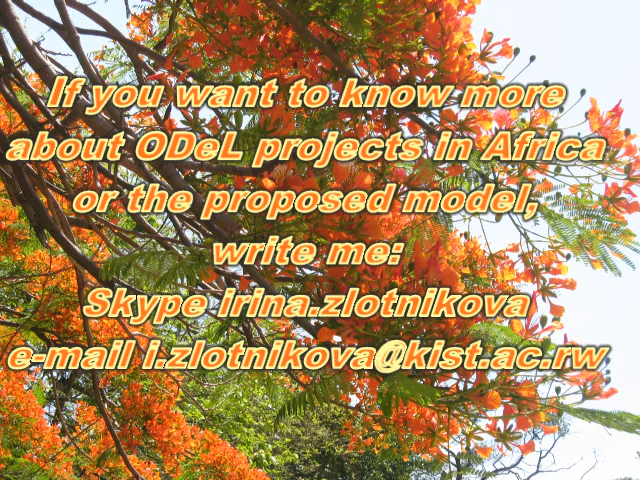 If you want to know more
about ODeL projects in Africa
or the proposed model,
write me:
Skype irina.zlotnikova
e-mail i.zlotnikova@kist.ac.rw